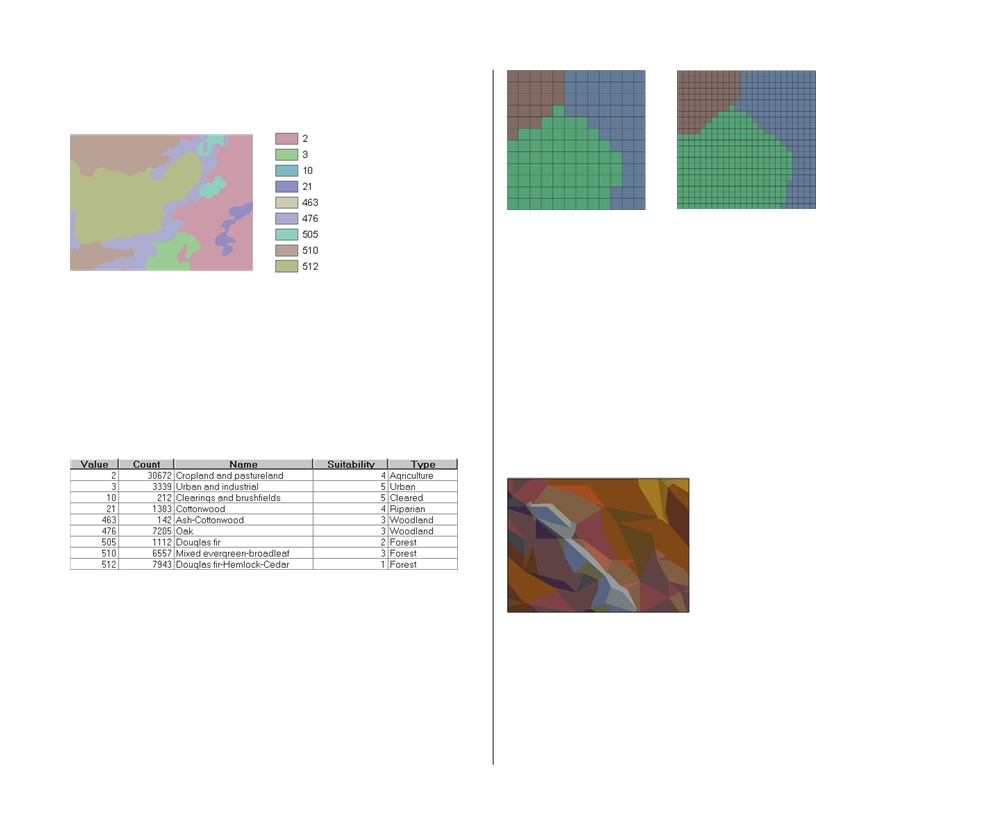 2
3
10
21
463
476
505
510
512
Value Count Name Suitability Type
2 30672 Cropland and pastureland 4 Agriculture
3 3339 Urban and industrial 5 Urban
10 212 Clearings and brushfields 5 Cleared
21 1383 Cottonwood 4 Riparian
463 142 Ash-Cottonwood 3 Woodland
476 7205 Oak 3 Woodland
505 1112 Douglas fir 2 Forest
510 6557 Mixed evergreen-broadleaf 3 Forest
512 7943 Douglas fir-Hemlock-Cedar 1 Forest